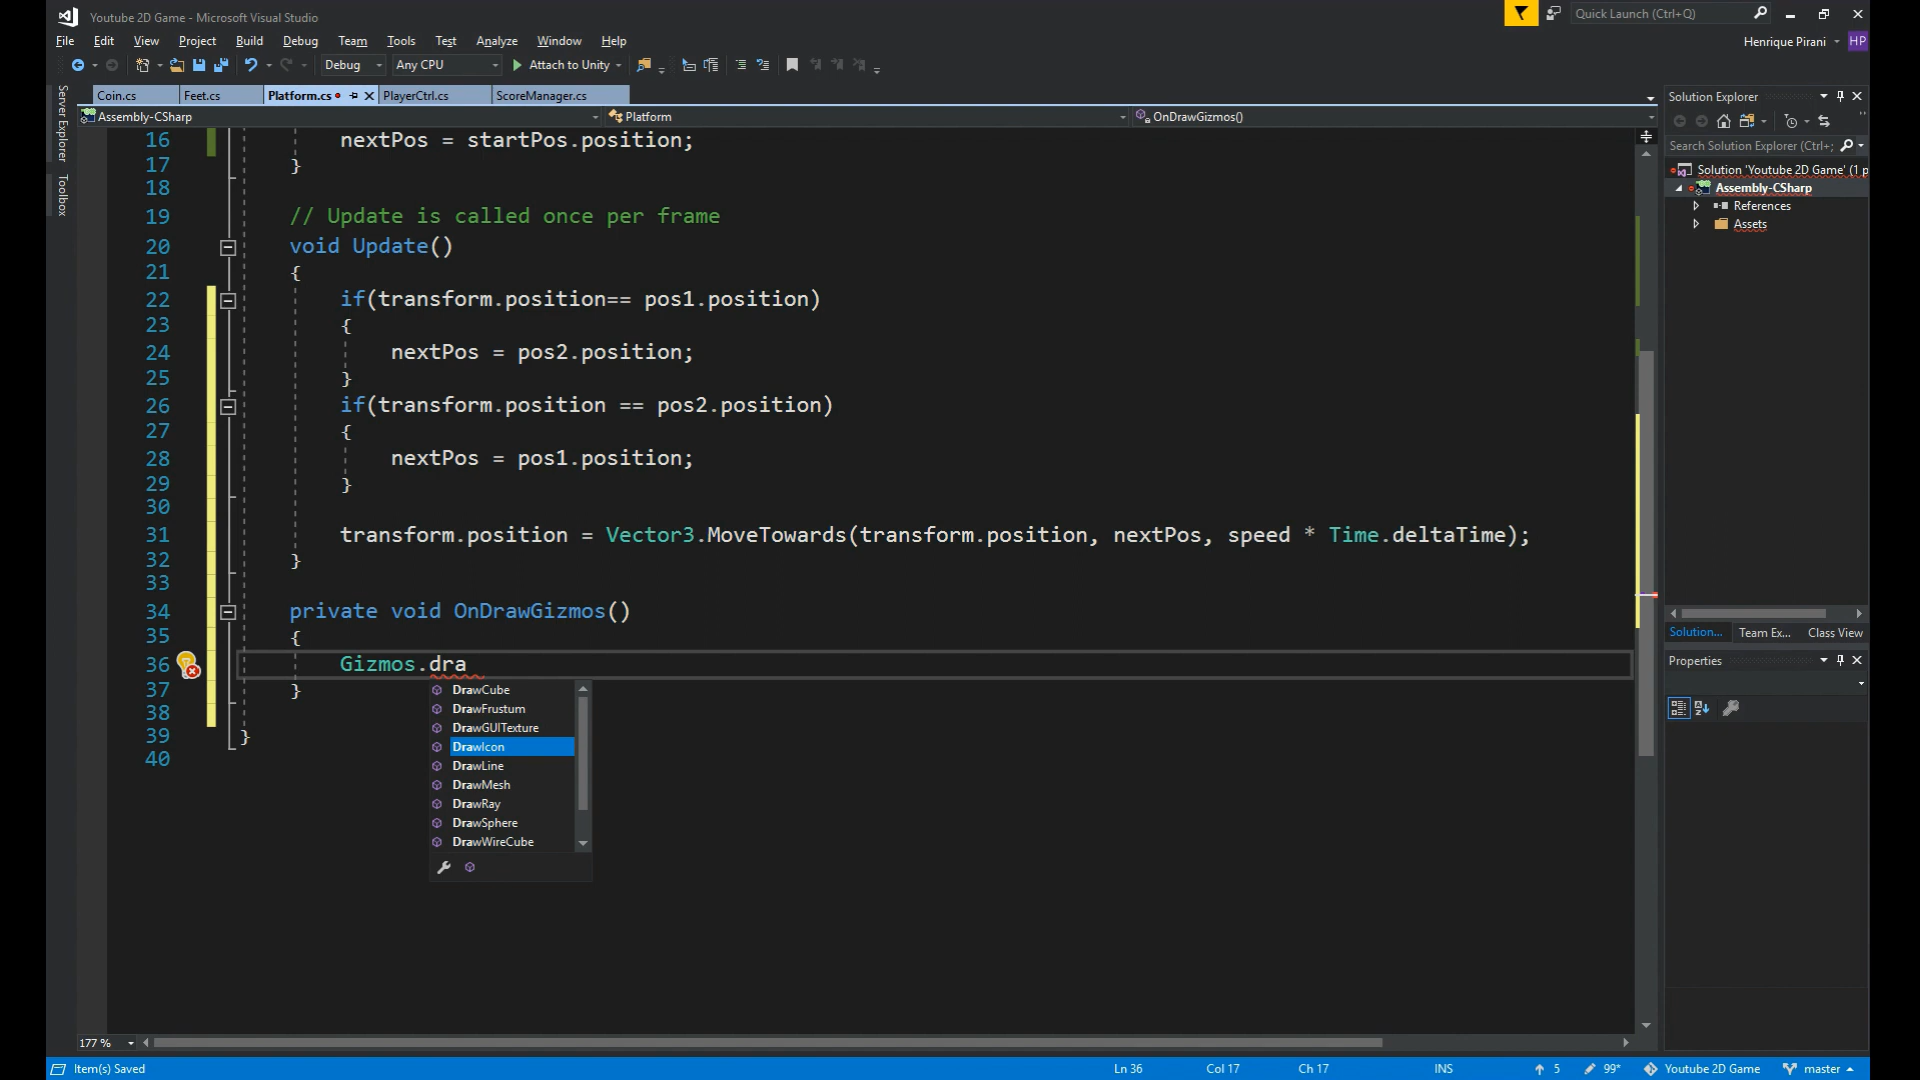 Youtube 2D Game - Microsoft Visual Studio
Quick Launch (Ctrl+Q)
File Edit View Project Build Debug Team Tools Test Analyze Window Help
Henrique Pirani HP
Debug Any CPU Attach to Unity
Server Explorer
Toolbox
Coin.cs Feet.cs Platform.cs PlayerCtrl.cs ScoreManager.cs
Assembly-CSharp Platform OnDrawGizmos()
16 nextPos = startPos.position;
17 }
18
19 // Update is called once per frame
20 void Update()
21 {
22 if(transform.position== pos1.position)
23 {
24 nextPos = pos2.position;
25 }
26 if(transform.position == pos2.position)
27 {
28 nextPos = pos1.position;
29 }
30
31 transform.position = Vector3.MoveTowards(transform.position, nextPos, speed * Time.deltaTime);
32 }
33
34 private void OnDrawGizmos()
35 {
36 Gizmos.dra
37 }
38
39 }
40
DrawCube
DrawFrustum
DrawGUITexture
DrawIcon
DrawLine
DrawMesh
DrawRay
DrawSphere
DrawWireCube
Solution Explorer
Search Solution Explorer (Ctrl+;
Solution 'Youtube 2D Game' (1 p
Assembly-CSharp
References
Assets
Solution... Team Ex... Class View
Properties
177 %
Item(s) Saved Ln 36 Col 17 Ch 17 INS 5 99* Youtube 2D Game master